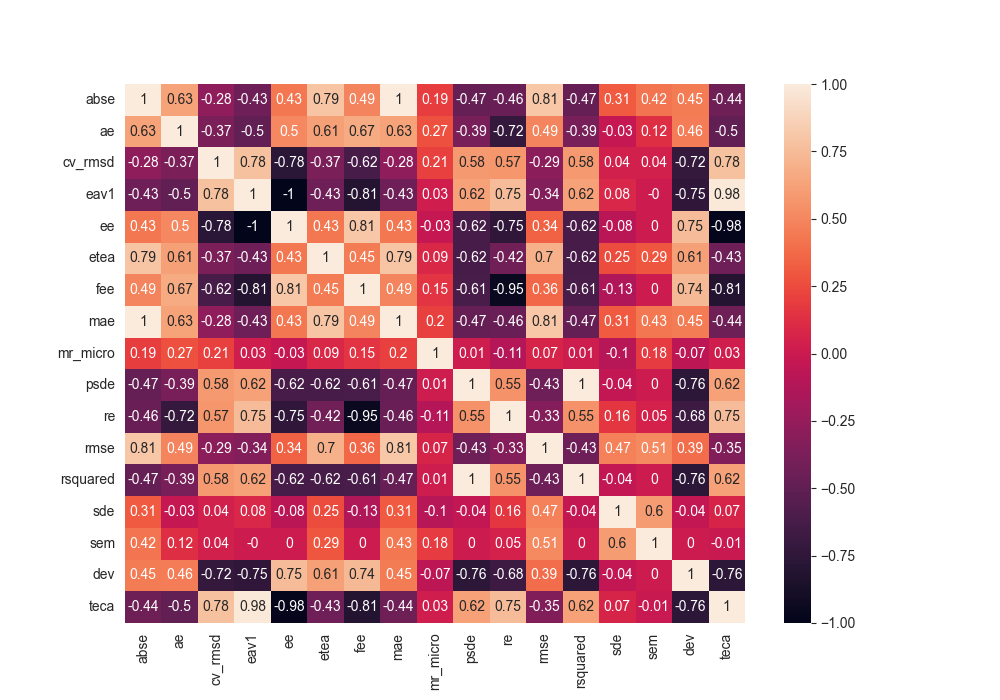 abse 1 0.63 -0.28 -0.43 0.43 0.79 0.49 1 0.19 -0.47 -0.46 0.81 -0.47 0.31 0.42 0.45 -0.44 1.00
ae 0.63 1 -0.37 -0.5 0.5 0.61 0.67 0.63 0.27 -0.39 -0.72 0.49 -0.39 -0.03 0.12 0.46 -0.5
cv_rmsd -0.28 -0.37 1 0.78 -0.78 -0.37 -0.62 -0.28 0.21 0.58 0.57 -0.29 0.58 0.04 0.04 -0.72 0.78 0.75
eav1 -0.43 -0.5 0.78 1 -1 -0.43 -0.81 -0.43 0.03 0.62 0.75 -0.34 0.62 0.08 -0 -0.75 0.98
ee 0.43 0.5 -0.78 -1 1 0.43 0.81 0.43 -0.03 -0.62 -0.75 0.34 -0.62 -0.08 0 0.75 -0.98 0.50
etea 0.79 0.61 -0.37 -0.43 0.43 1 0.45 0.79 0.09 -0.62 -0.42 0.7 -0.62 0.25 0.29 0.61 -0.43 0.25
fee 0.49 0.67 -0.62 -0.81 0.81 0.45 1 0.49 0.15 -0.61 -0.95 0.36 -0.61 -0.13 0 0.74 -0.81
mae 1 0.63 -0.28 -0.43 0.43 0.79 0.49 1 0.2 -0.47 -0.46 0.81 -0.47 0.31 0.43 0.45 -0.44
mr_micro 0.19 0.27 0.21 0.03 -0.03 0.09 0.15 0.2 1 0.01 -0.11 0.07 0.01 -0.1 0.18 -0.07 0.03 0.00
psde -0.47 -0.39 0.58 0.62 -0.62 -0.62 -0.61 -0.47 0.01 1 0.55 -0.43 1 -0.04 0 -0.76 0.62
re -0.46 -0.72 0.57 0.75 -0.75 -0.42 -0.95 -0.46 -0.11 0.55 1 -0.33 0.55 0.16 0.05 -0.68 0.75 −0.25
rmse 0.81 0.49 -0.29 -0.34 0.34 0.7 0.36 0.81 0.07 -0.43 -0.33 1 -0.43 0.47 0.51 0.39 -0.35
rsquared -0.47 -0.39 0.58 0.62 -0.62 -0.62 -0.61 -0.47 0.01 1 0.55 -0.43 1 -0.04 0 -0.76 0.62 −0.50
sde 0.31 -0.03 0.04 0.08 -0.08 0.25 -0.13 0.31 -0.1 -0.04 0.16 0.47 -0.04 1 0.6 -0.04 0.07
sem 0.42 0.12 0.04 -0 0 0.29 0 0.43 0.18 0 0.05 0.51 0 0.6 1 0 -0.01 −0.75
dev 0.45 0.46 -0.72 -0.75 0.75 0.61 0.74 0.45 -0.07 -0.76 -0.68 0.39 -0.76 -0.04 0 1 -0.76
teca -0.44 -0.5 0.78 0.98 -0.98 -0.43 -0.81 -0.44 0.03 0.62 0.75 -0.35 0.62 0.07 -0.01 -0.76 1 −1.00
abse ae cv_rmsd eav1 ee etea fee mae mr_micro psde re rmse rsquared sde sem dev teca